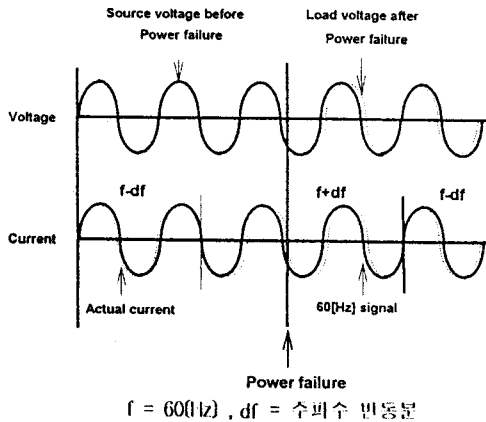 Source voltage before
Power failure
Load voltage after
Power failure
Voltage
f-df
f+df
f-df
Current
Actual current
60[Hz] signal
Power failure
f = 60[Hz] , df = 주파수 변동분